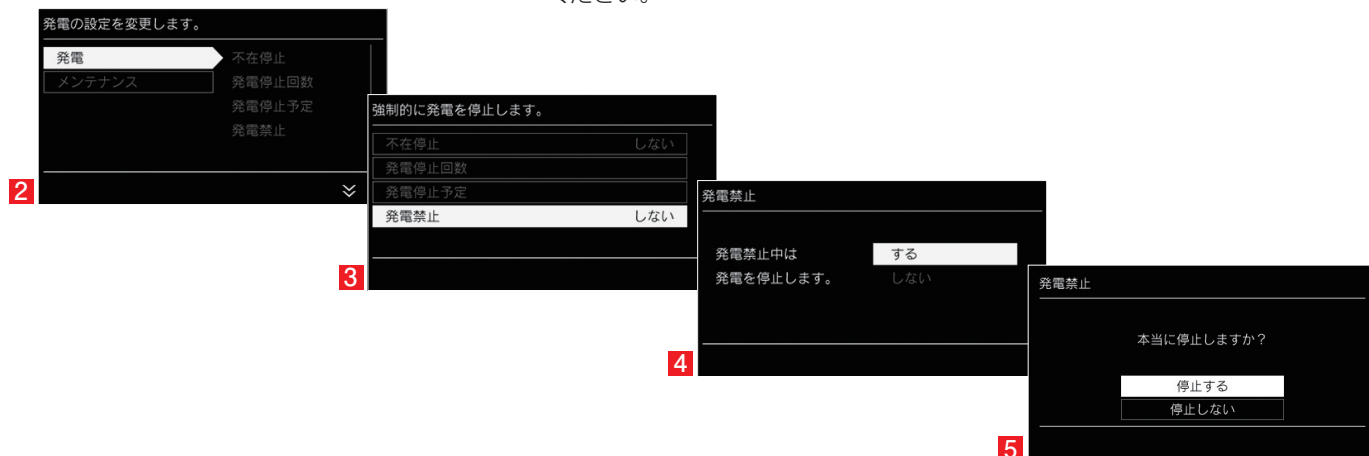 ください。
発電の設定を変更します。
発電 不在停止
メンテナンス 発電停止回数
発電停止予定
発電禁止
2
強制的に発電を停止します。
不在停止 しない
発電停止回数
発電停止予定
発電禁止 しない
3
発電禁止
発電禁止中は する
発電を停止します。 しない
4
発電禁止
本当に停止しますか？
停止する
停止しない
5